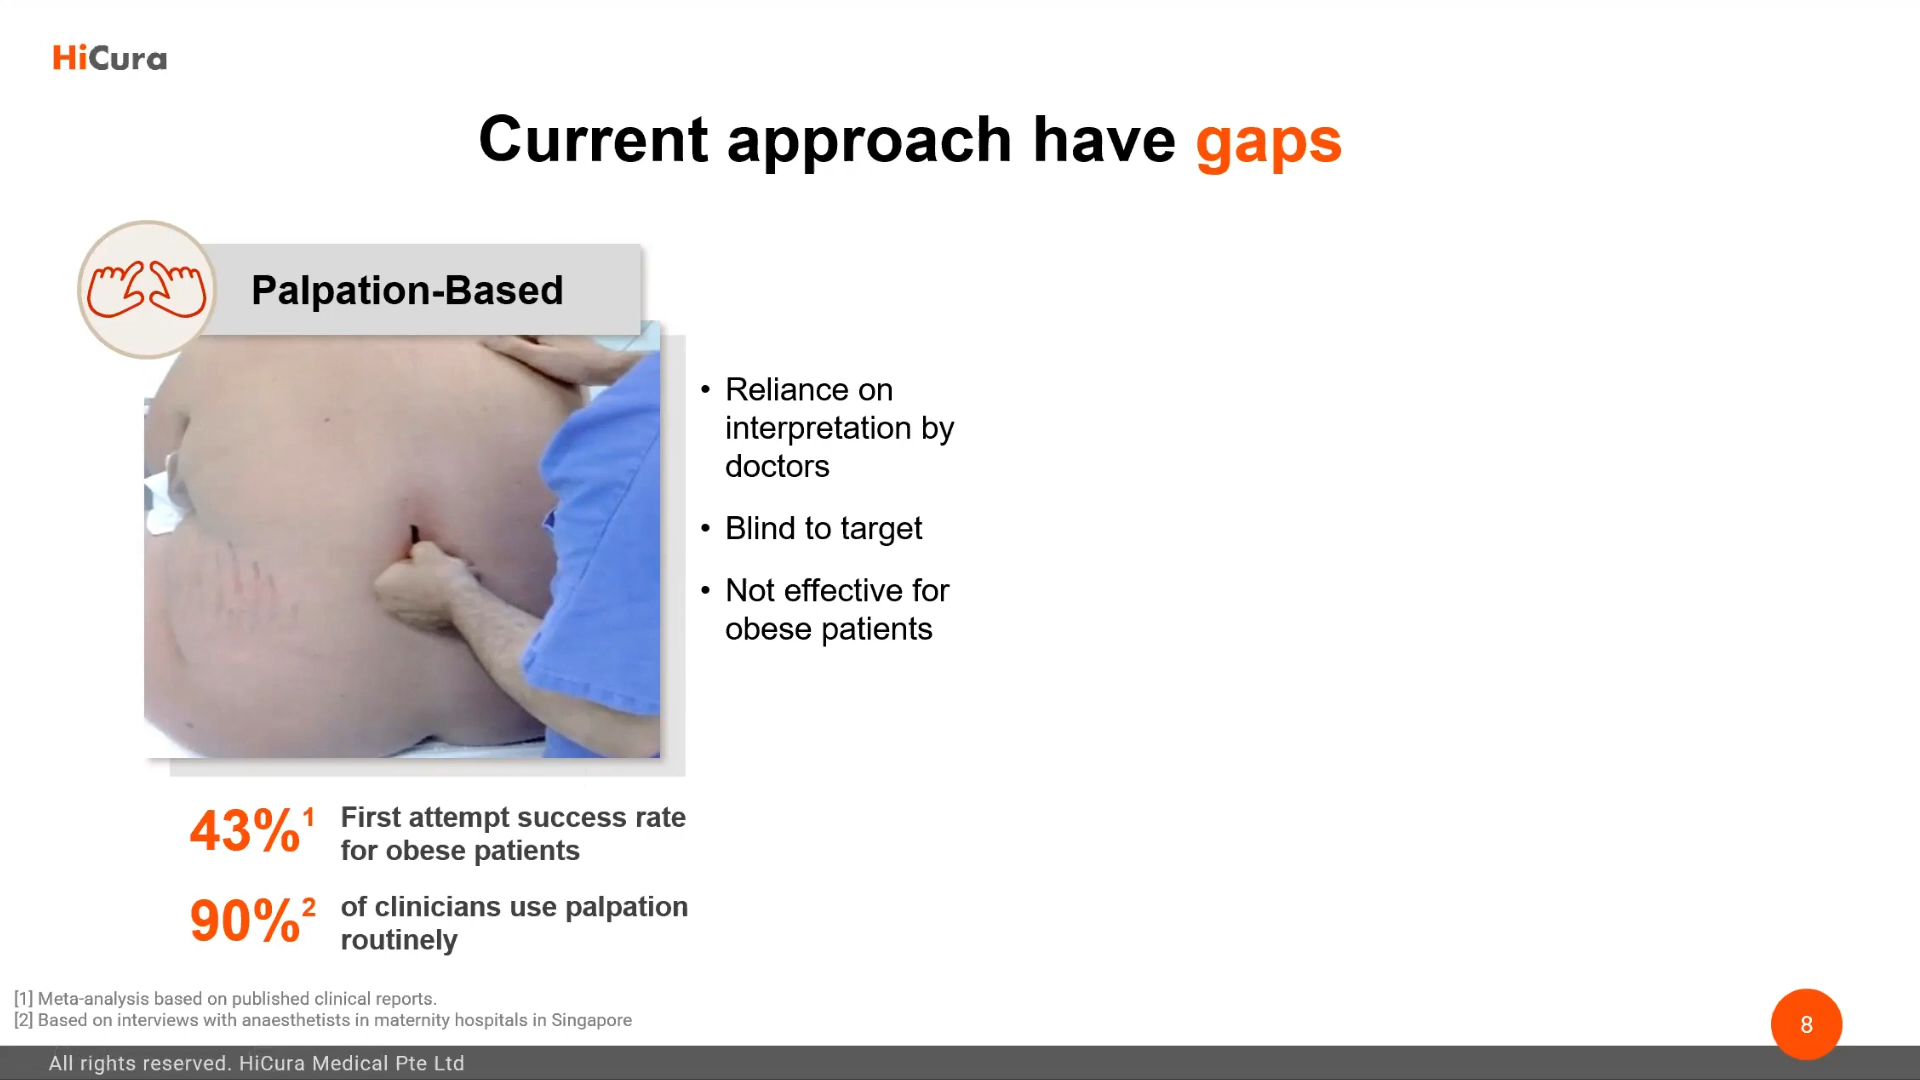 HiCura
Current approach have gaps
Palpation-Based
• Reliance on
interpretation by
doctors
• Blind to target
• Not effective for
obese patients
43%1 First attempt success rate
for obese patients
90%2 of clinicians use palpation
routinely
[1] Meta-analysis based on published clinical reports.
[2] Based on interviews with anaesthetists in maternity hospitals in Singapore
8
All rights reserved. HiCura Medical Pte Ltd